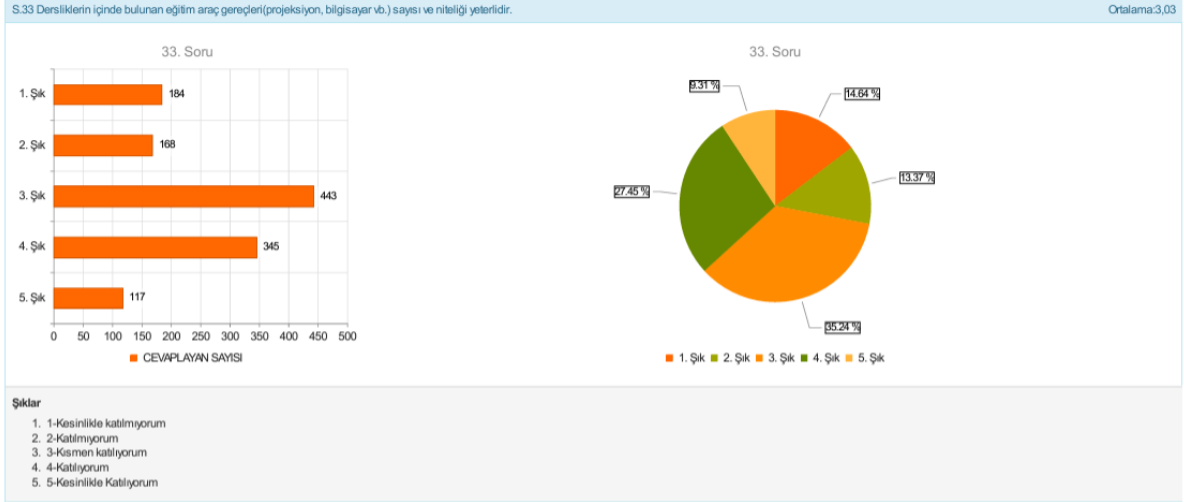 S.33 Dersliklerin içinde bulunan eğitim araç gereçleri(projeksiyon, bilgisayar vb.) sayısı ve niteliği yeterlidir. Ortalama:3,03
33. Soru
1. Şık 184
2. Şık 168
3. Şık 443
4. Şık 345
5. Şık 117
0 50 100 150 200 250 300 350 400 450 500
CEVAPLAYAN SAYISI
33. Soru
9.31 %
14.64 %
27.45 %
13.37 %
35.24 %
1. Şık 2. Şık 3. Şık 4. Şık 5. Şık
Şıklar
1. 1-Kesinlikle katılmıyorum
2. 2-Katılmıyorum
3. 3-Kısmen katılıyorum
4. 4-Katılıyorum
5. 5-Kesinlikle Katılıyorum